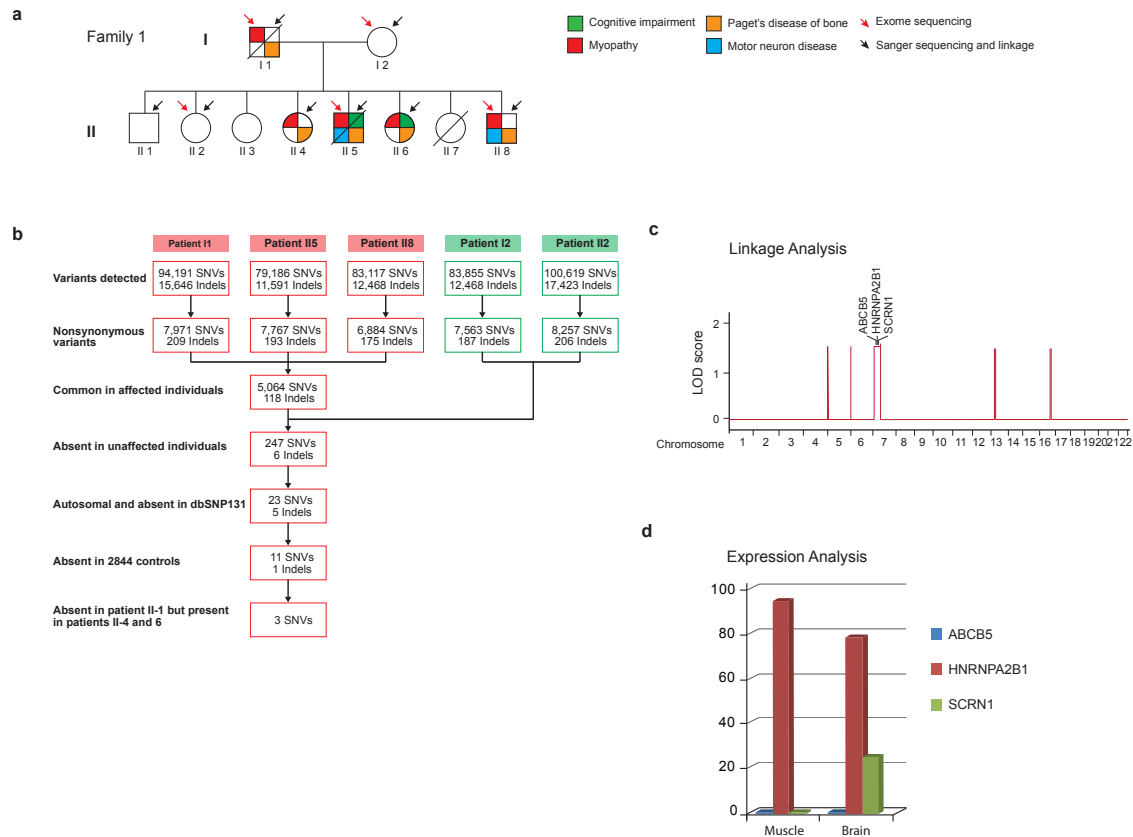 a
Family 1
I
I 1
I 2
Cognitive impairment
Myopathy
Paget's disease of bone
Motor neuron disease
Exome sequencing
Sanger sequencing and linkage
II
II 1
II 2
II 3
II 4
II 5
II 6
II 7
II 8
b
Patient I1
Patient II5
Patient II8
Patient I2
Patient II2
Variants detected
94,191 SNVs
15,646 Indels
79,186 SNVs
11,591 Indels
83,117 SNVs
12,468 Indels
83,855 SNVs
12,468 Indels
100,619 SNVs
17,423 Indels
Nonsynonymous
variants
7,971 SNVs
209 Indels
7,767 SNVs
193 Indels
6,884 SNVs
175 Indels
7,563 SNVs
187 Indels
8,257 SNVs
206 Indels
Common in affected individuals
5,064 SNVs
118 Indels
Absent in unaffected individuals
247 SNVs
6 Indels
Autosomal and absent in dbSNP131
23 SNVs
5 Indels
Absent in 2844 controls
11 SNVs
1 Indels
Absent in patient II-1 but present
in patients II-4 and 6
3 SNVs
c
Linkage Analysis
ABCB5
HNRNPA2B1
SCRN1
LOD score
2
1
0
Chromosome
1 2 3 4 5 6 7 8 9 10 11 12 13 14 15 16 17 18 19 20 21 22
d
Expression Analysis
100
80
60
40
20
0
Muscle
Brain
ABCB5
HNRNPA2B1
SCRN1